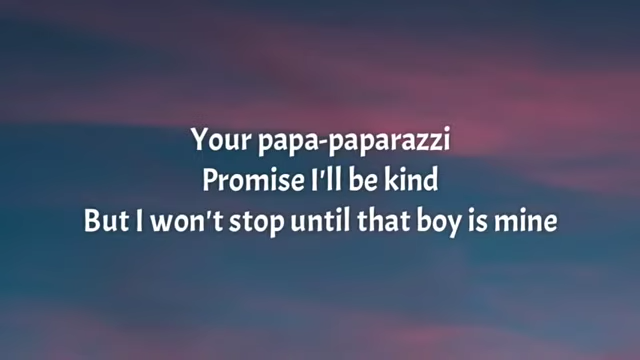 Your papa-paparazzi
Promise I'll be kind
But I won't stop until that boy is mine